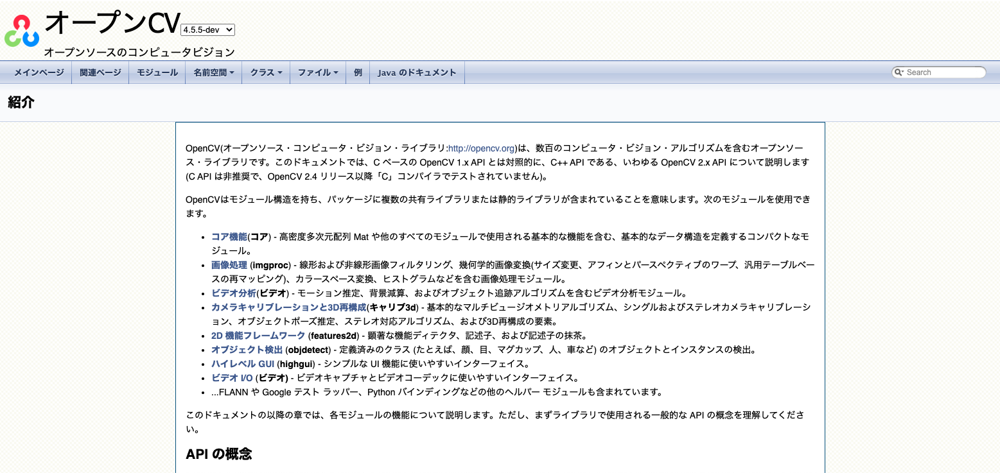 オープンCV 4.5.5-dev
オープンソースのコンピュータビジョン
メインページ 関連ページ モジュール 名前空間 クラス ファイル 例 Java のドキュメント Search
紹介
OpenCV(オープンソース・コンピュータ・ビジョン・ライブラリ:http://opencv.org)は、数百のコンピュータ・ビジョン・アルゴリズムを含むオープンソー
ス・ライブラリです。このドキュメントでは、C ベースの OpenCV 1.x API とは対照的に、C++ API である、いわゆる OpenCV 2.x API について説明します
(C API は非推奨で、OpenCV 2.4 リリース以降「C」コンパイラでテストされていません)。
OpenCVはモジュール構造を持ち、パッケージに複数の共有ライブラリまたは静的ライブラリが含まれていることを意味します。次のモジュールを使用でき
ます。
• コア機能(コア) - 高密度多次元配列 Mat や他のすべてのモジュールで使用される基本的な機能を含む、基本的なデータ構造を定義するコンパクトなモ
ジュール。
• 画像処理 (imgproc) - 線形および非線形画像フィルタリング、幾何学的画像変換(サイズ変更、アフィンとパースペクティブのワープ、汎用テーブルベー
スの再マッピング)、カラースペース変換、ヒストグラムなどを含む画像処理モジュール。
• ビデオ分析(ビデオ) - モーション推定、背景減算、およびオブジェクト追跡アルゴリズムを含むビデオ分析モジュール。
• カメラキャリブレーションと3D再構成(キャリブ3d) - 基本的なマルチビュージオメトリアルゴリズム、シングルおよびステレオカメラキャリブレーシ
ョン、オブジェクトポーズ推定、ステレオ対応アルゴリズム、および3D再構成の要素。
• 2D 機能フレームワーク (features2d) - 顕著な機能ディテクタ、記述子、および記述子の抹茶。
• オブジェクト検出 (objdetect) - 定義済みのクラス (たとえば、顔、目、マグカップ、人、車など) のオブジェクトとインスタンスの検出。
• ハイレベル GUI (highgui) - シンプルな UI 機能に使いやすいインターフェイス。
• ビデオ I/O (ビデオ) - ビデオキャプチャとビデオコーデックに使いやすいインターフェイス。
• ...FLANN や Google テスト ラッパー、Python バインディングなどの他のヘルパー モジュールも含まれています。
このドキュメントの以降の章では、各モジュールの機能について説明します。ただし、まずライブラリで使用される一般的な API の概念を理解してくださ
い。
API の概念